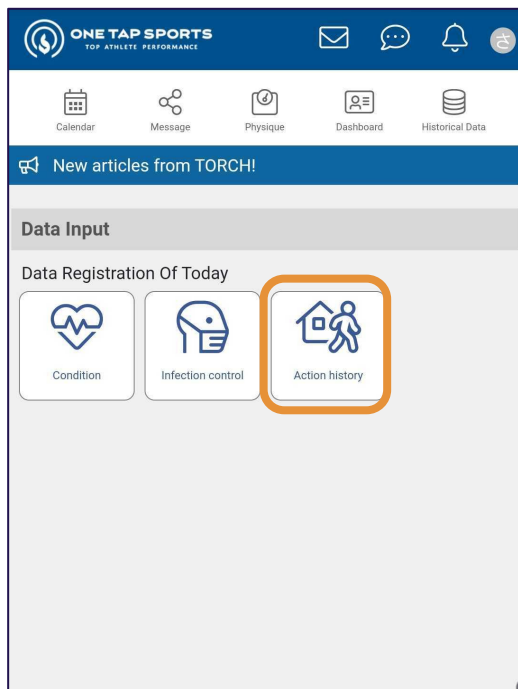 ONE TAP SPORTS
TOP ATHLETE PERFORMANCE
さ
Calendar Message Physique Dashboard Historical Data
New articles from TORCH!
Data Input
Data Registration Of Today
Condition Infection control Action history